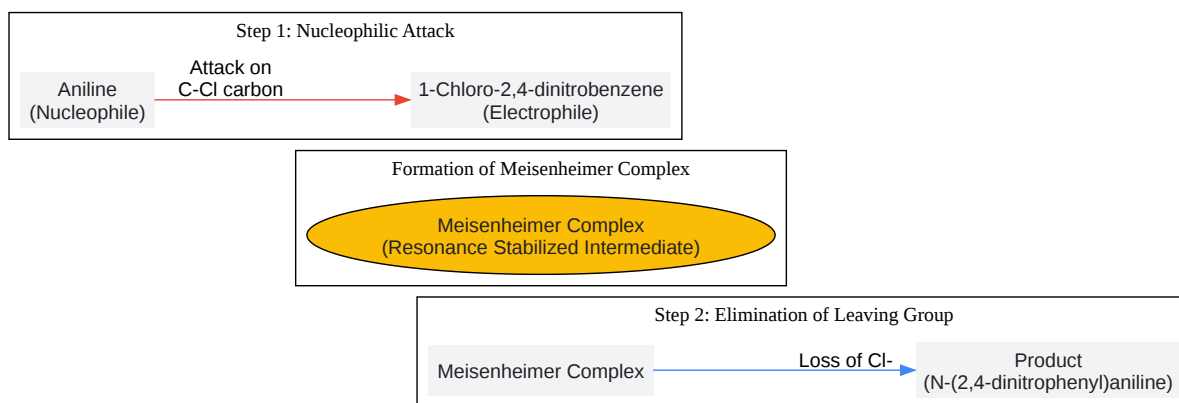 Step 1: Nucleophilic Attack
Aniline
(Nucleophile)
Attack on
C-Cl carbon
1-Chloro-2,4-dinitrobenzene
(Electrophile)
Formation of Meisenheimer Complex
Meisenheimer Complex
(Resonance Stabilized Intermediate)
Step 2: Elimination of Leaving Group
Meisenheimer Complex
Loss of Cl-
Product
(N-(2,4-dinitrophenyl)aniline)